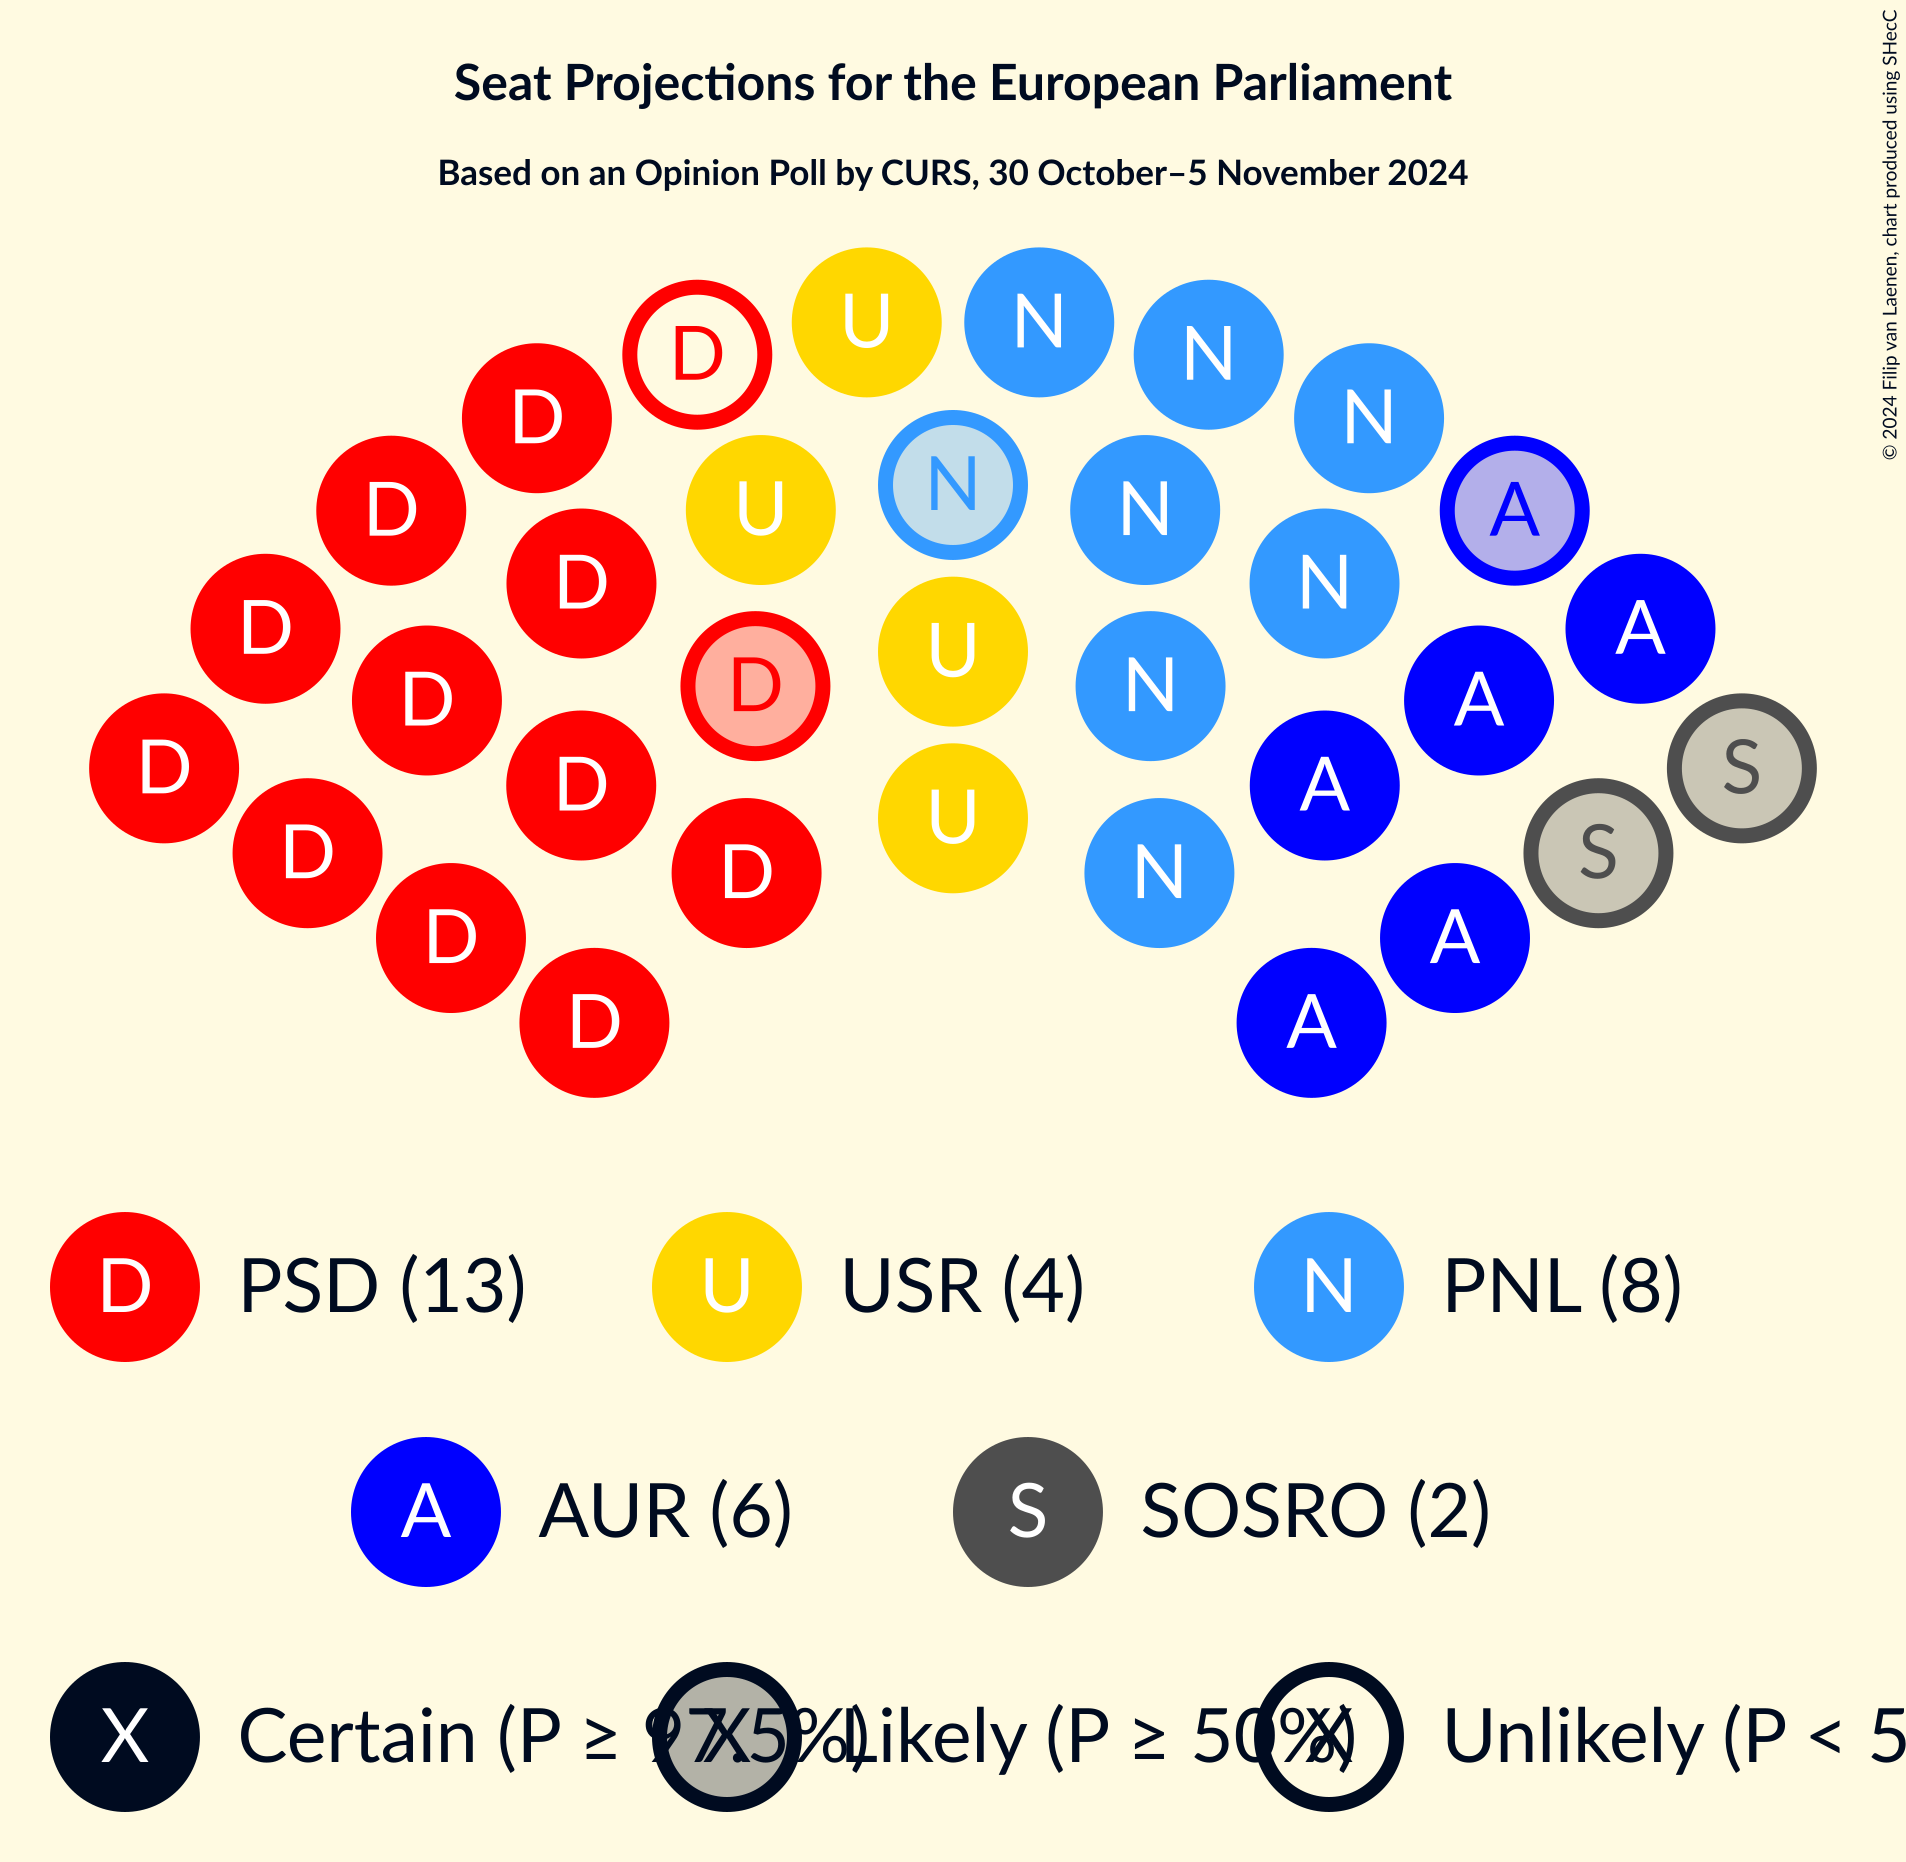 Seat Projections for the European Parliament
Based on an Opinion Poll by CURS, 30 October–5 November 2024
© 2024 Filip van Laenen, chart produced using SHecC
U N
D N
D N
N
D U A
D N
D N
D A
U
D N
D A
D S
D A
U
D S
D N
D A
D A
D PSD (13) U USR (4) N PNL (8)
A AUR (6) S SOSRO (2)
X Certain (P ≥ 97.5%) X Likely (P ≥ 50%) X Unlikely (P < 5